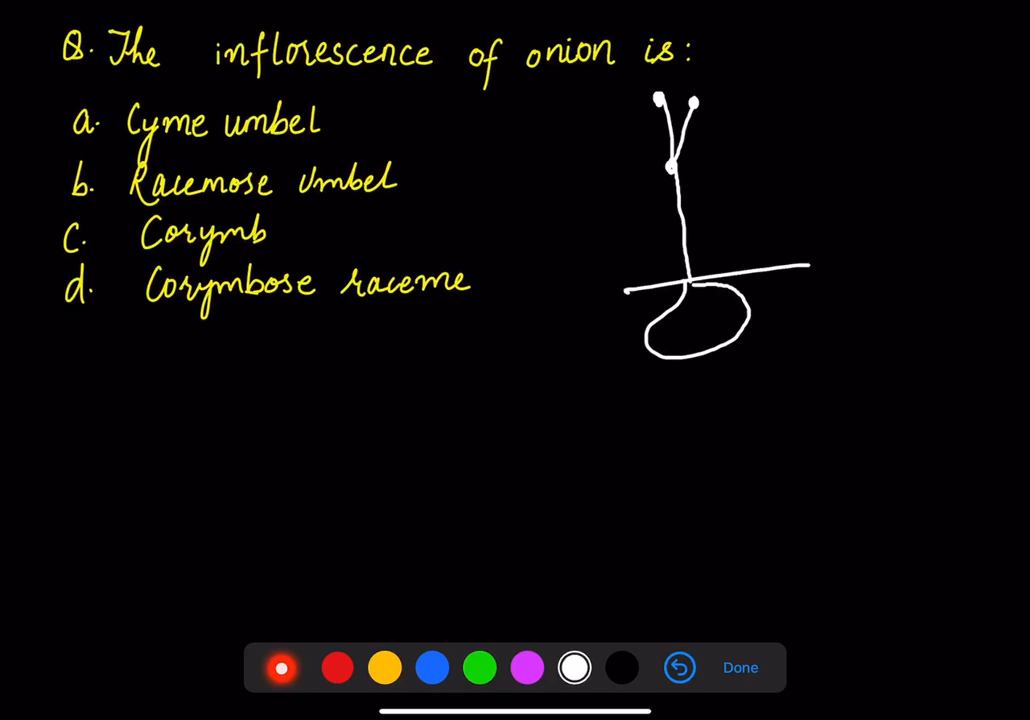 Q. The inflorescence of onion is:
a. Cyme umbel
b. Racemose Umbel
c. Corymb
d. Corymbose raceme
Done